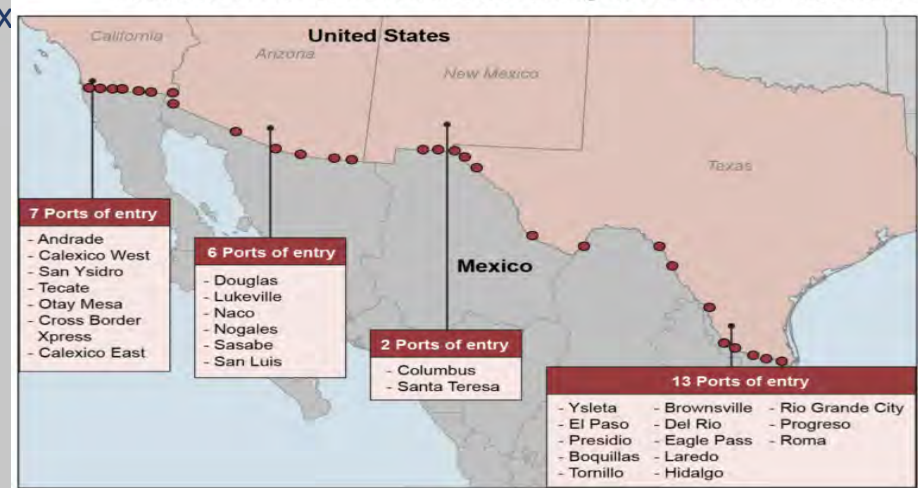 X
California
United States
Arizona
New Mexico
Texas
Mexico
7 Ports of entry
- Andrade
- Calexico West
- San Ysidro
- Tecate
- Otay Mesa
- Cross Border
Xpress
- Calexico East
6 Ports of entry
- Douglas
- Lukeville
- Naco
- Nogales
- Sasabe
- San Luis
2 Ports of entry
- Columbus
- Santa Teresa
13 Ports of entry
- Ysleta - Brownsville - Rio Grande City
- El Paso - Del Rio - Progreso
- Presidio - Eagle Pass - Roma
- Boquillas - Laredo
- Tornillo - Hidalgo